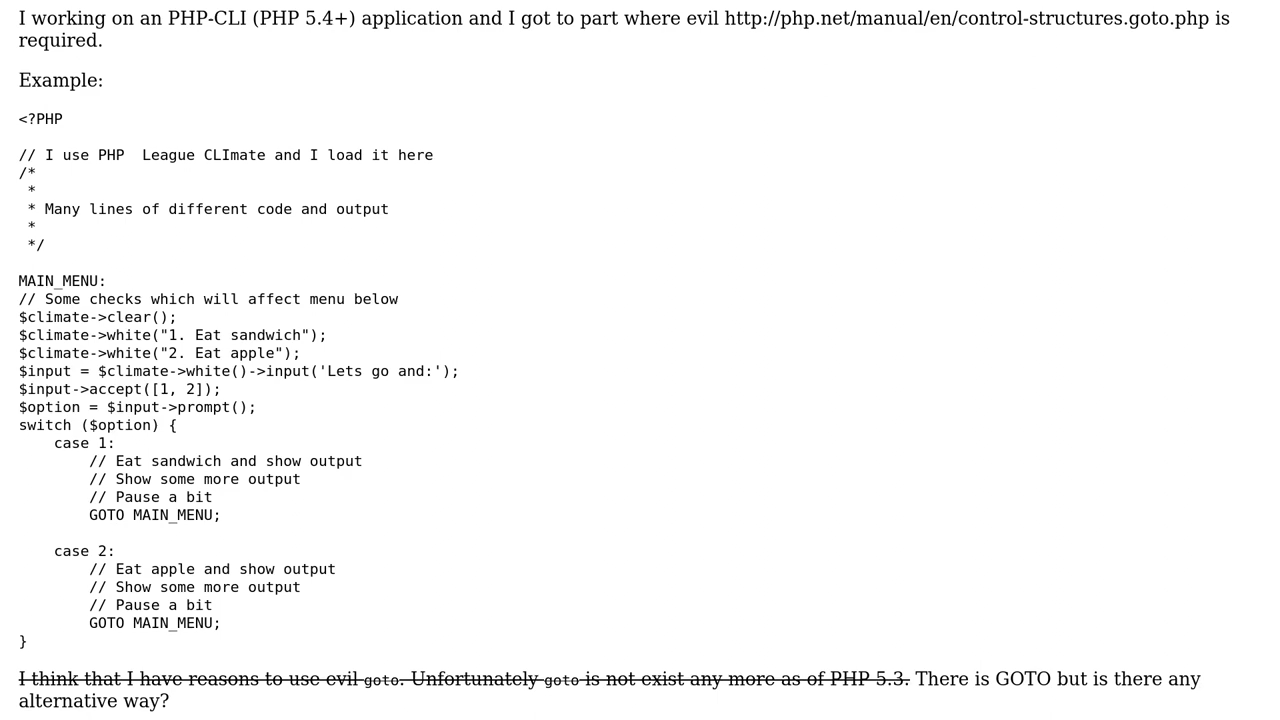 I working on an PHP-CLI (PHP 5.4+) application and I got to part where evil http://php.net/manual/en/control-structures.goto.php is
required.
Example:
<?PHP
// I use PHP  League CLImate and I load it here
/*
 *
 * Many lines of different code and output
 *
 */
MAIN_MENU:
// Some checks which will affect menu below
$climate->clear();
$climate->white("1. Eat sandwich");
$climate->white("2. Eat apple");
$input = $climate->white()->input('Lets go and:');
$input->accept([1, 2]);
$option = $input->prompt();
switch ($option) {
    case 1:
        // Eat sandwich and show output
        // Show some more output
        // Pause a bit
        GOTO MAIN_MENU;
    case 2:
        // Eat apple and show output
        // Show some more output
        // Pause a bit
        GOTO MAIN_MENU;
}
I think that I have reasons to use evil goto. Unfortunately goto is not exist any more as of PHP 5.3. There is GOTO but is there any
alternative way?